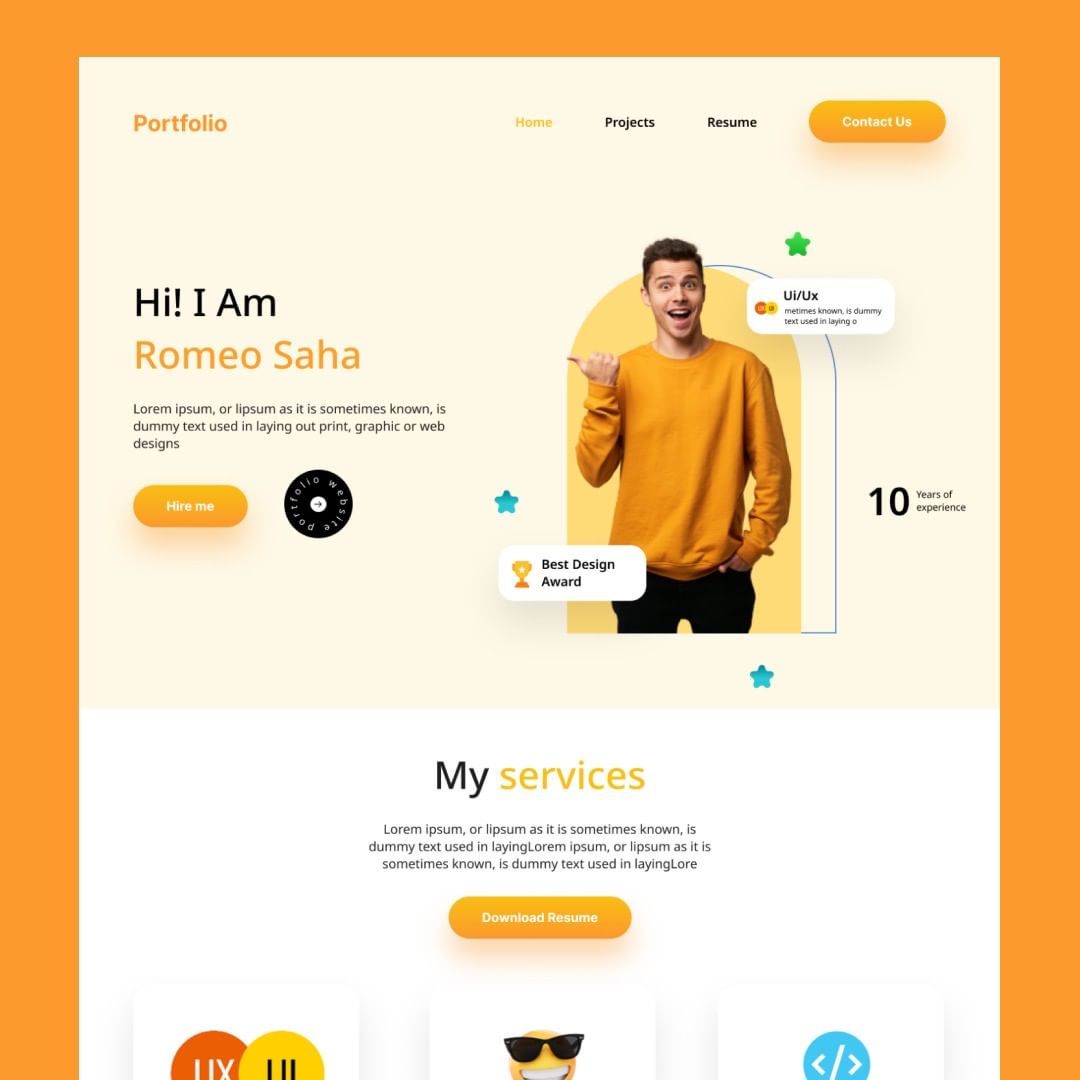 Portfolio
Home
Projects
Resume
Contact Us
Hi! I Am
Romeo Saha
Lorem ipsum, or lipsum as it is sometimes known, is
dummy text used in laying out print, graphic or web
designs
Hire me
portfolio website
Ui/Ux
UI
metimes known, is dummy
text used in laying o
10
Years of
experience
Best Design
Award
My services
Lorem ipsum, or lipsum as it is sometimes known, is
dummy text used in layingLorem ipsum, or lipsum as it is
sometimes known, is dummy text used in layingLore
Download Resume
UX UI